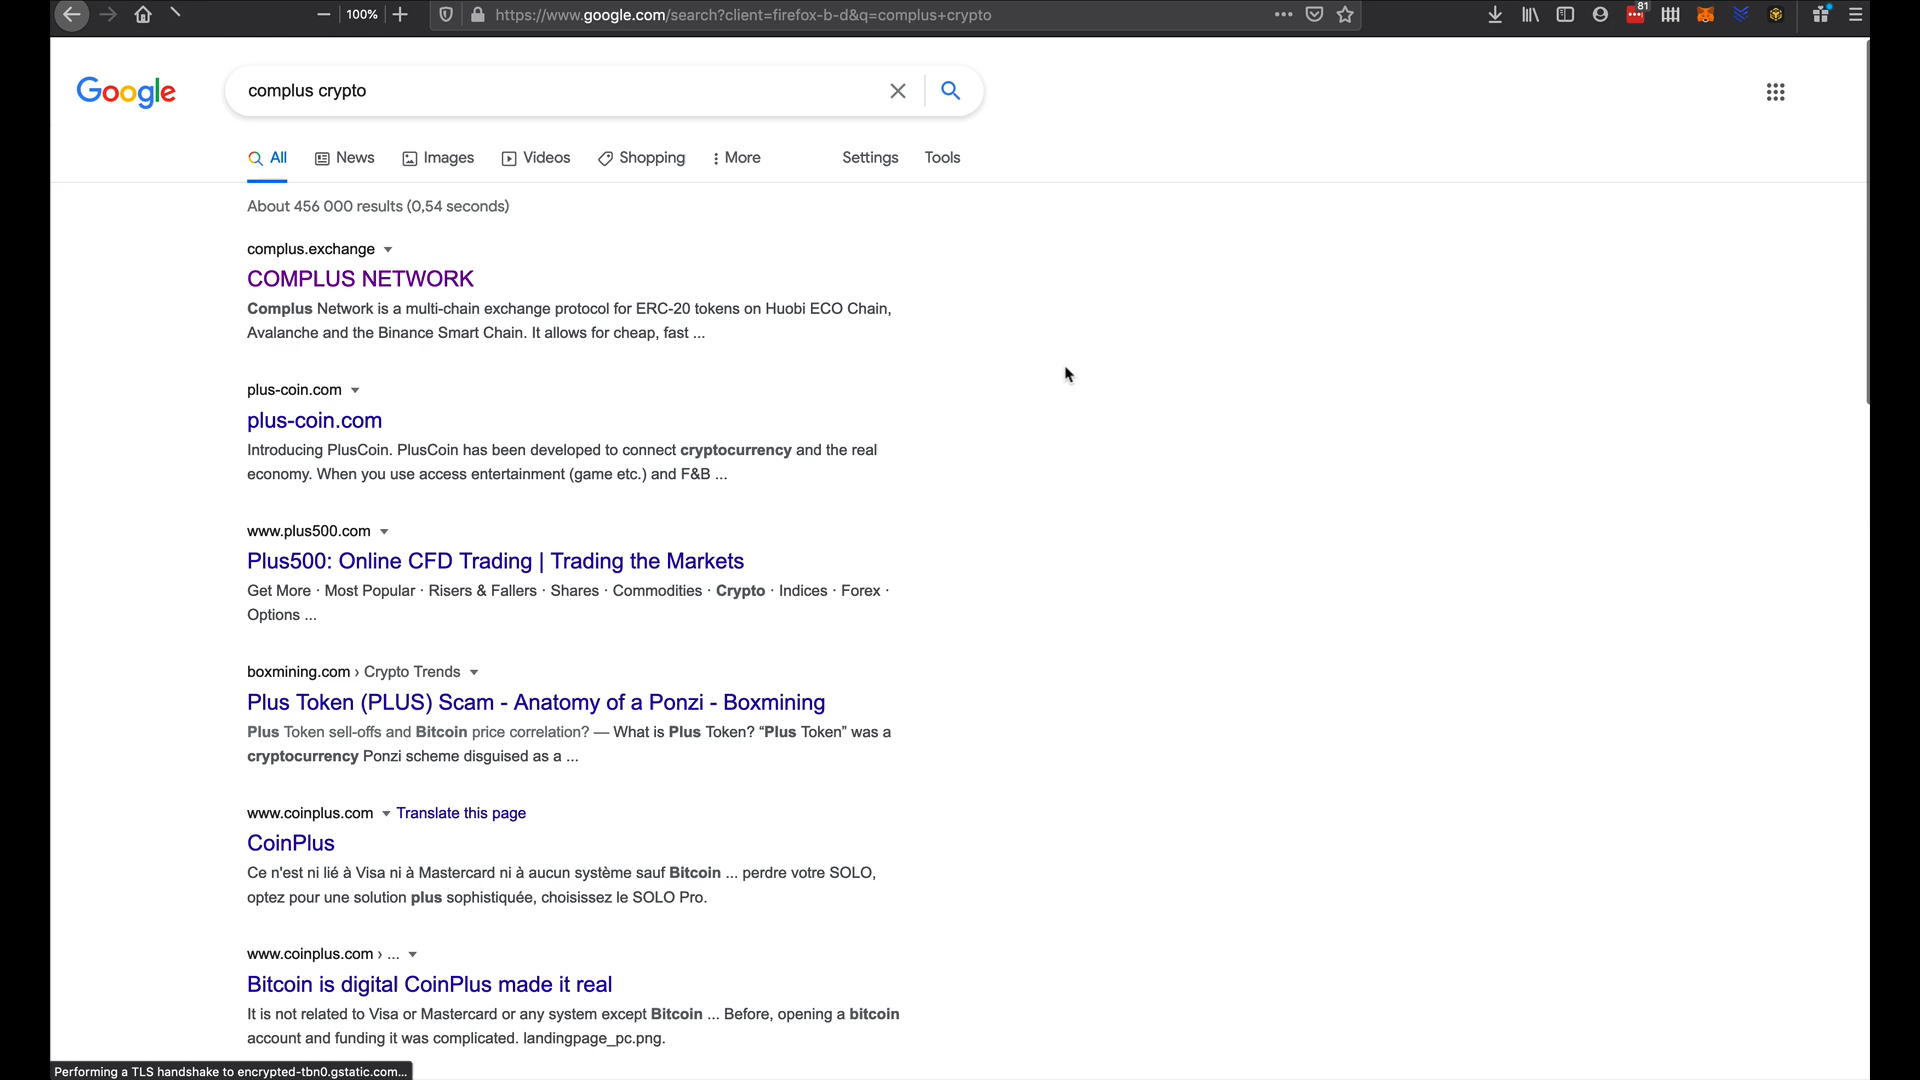 100%
https://www.google.com/search?client=firefox-b-d&q=complus+crypto
81
Google
complus crypto
All
News
Images
Videos
Shopping
More
Settings
Tools
About 456 000 results (0,54 seconds)
complus.exchange
COMPLUS NETWORK
Complus Network is a multi-chain exchange protocol for ERC-20 tokens on Huobi ECO Chain,
Avalanche and the Binance Smart Chain. It allows for cheap, fast ...
plus-coin.com
plus-coin.com
Introducing PlusCoin. PlusCoin has been developed to connect cryptocurrency and the real
economy. When you use access entertainment (game etc.) and F&B ...
www.plus500.com
Plus500: Online CFD Trading | Trading the Markets
Get More · Most Popular · Risers & Fallers · Shares · Commodities · Crypto · Indices · Forex ·
Options ...
boxmining.com › Crypto Trends
Plus Token (PLUS) Scam - Anatomy of a Ponzi - Boxmining
Plus Token sell-offs and Bitcoin price correlation? — What is Plus Token? “Plus Token” was a
cryptocurrency Ponzi scheme disguised as a ...
www.coinplus.com
Translate this page
CoinPlus
Ce n'est ni lié à Visa ni à Mastercard ni à aucun système sauf Bitcoin ... perdre votre SOLO,
optez pour une solution plus sophistiquée, choisissez le SOLO Pro.
www.coinplus.com › ...
Bitcoin is digital CoinPlus made it real
It is not related to Visa or Mastercard or any system except Bitcoin ... Before, opening a bitcoin
account and funding it was complicated. landingpage_pc.png.
Performing a TLS handshake to encrypted-tbn0.gstatic.com...